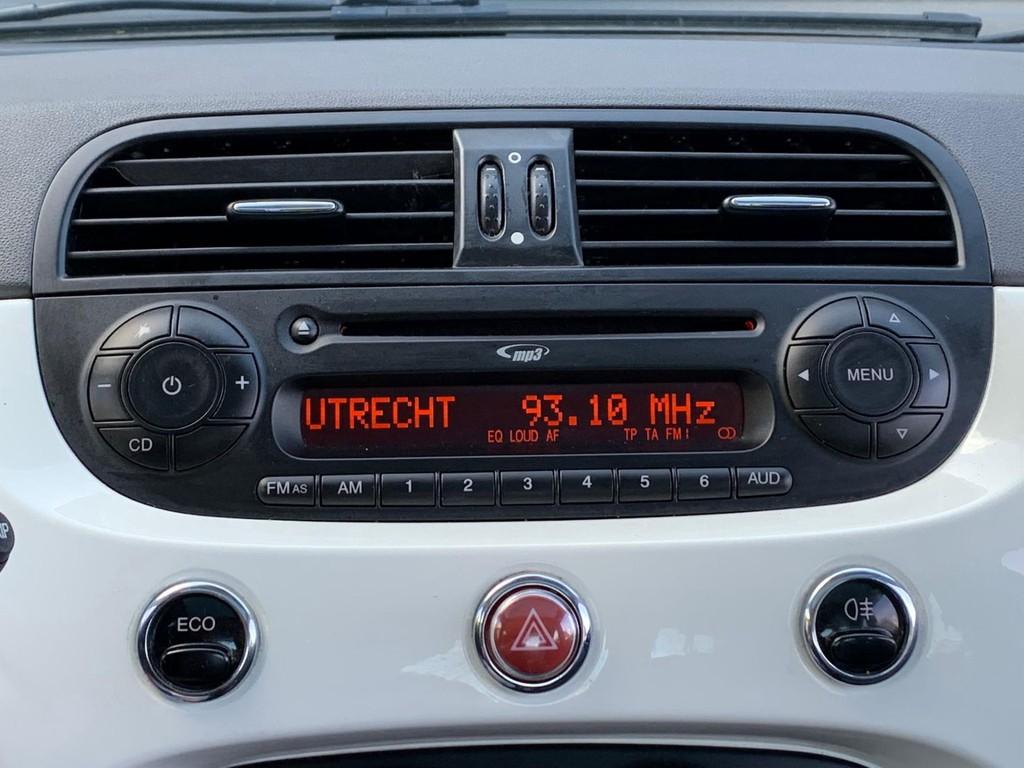 mp3
UTRECHT 93.10 MHz
EQ LOUD AF TP TA FM I
MENU
CD
FM AS AM 1 2 3 4 5 6 AUD
ECO